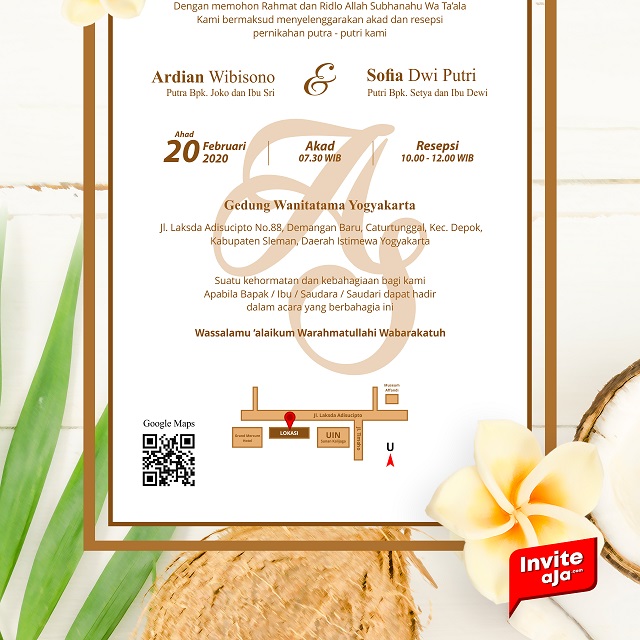 Dengan memohon Rahmat dan Ridlo Allah Subhanahu Wa Ta'ala
Kami bermaksud menyelenggarakan akad dan resepsi
pernikahan putra - putri kami
Ardian Wibisono
Putra Bpk. Joko dan Ibu Sri
&
Sofia Dwi Putri
Putri Bpk. Setya dan Ibu Dewi
Ahad
20 Februari
2020
Akad
07.30 WIB
Resepsi
10.00 - 12.00 WIB
AS
Gedung Wanitatama Yogyakarta
Jl. Laksda Adisucipto No.88, Demangan Baru, Caturtunggal, Kec. Depok,
Kabupaten Sleman, Daerah Istimewa Yogyakarta
Suatu kehormatan dan kebahagiaan bagi kami
Apabila Bapak / Ibu / Saudara / Saudari dapat hadir
dalam acara yang berbahagia ini
Wassalamu 'alaikum Warahmatullahi Wabarakatuh
Google Maps
Museum
Affandi
Jl. Laksda Adisucipto
LOKASI
UIN
Sunan Kalijaga
Jl. Timoho
U
Invite
aja.com